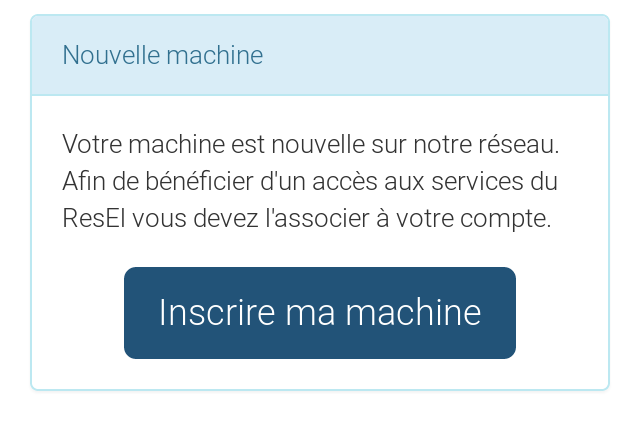 Nouvelle machine
Votre machine est nouvelle sur notre réseau.
Afin de bénéficier d'un accès aux services du
ResEl vous devez l'associer à votre compte.
Inscrire ma machine